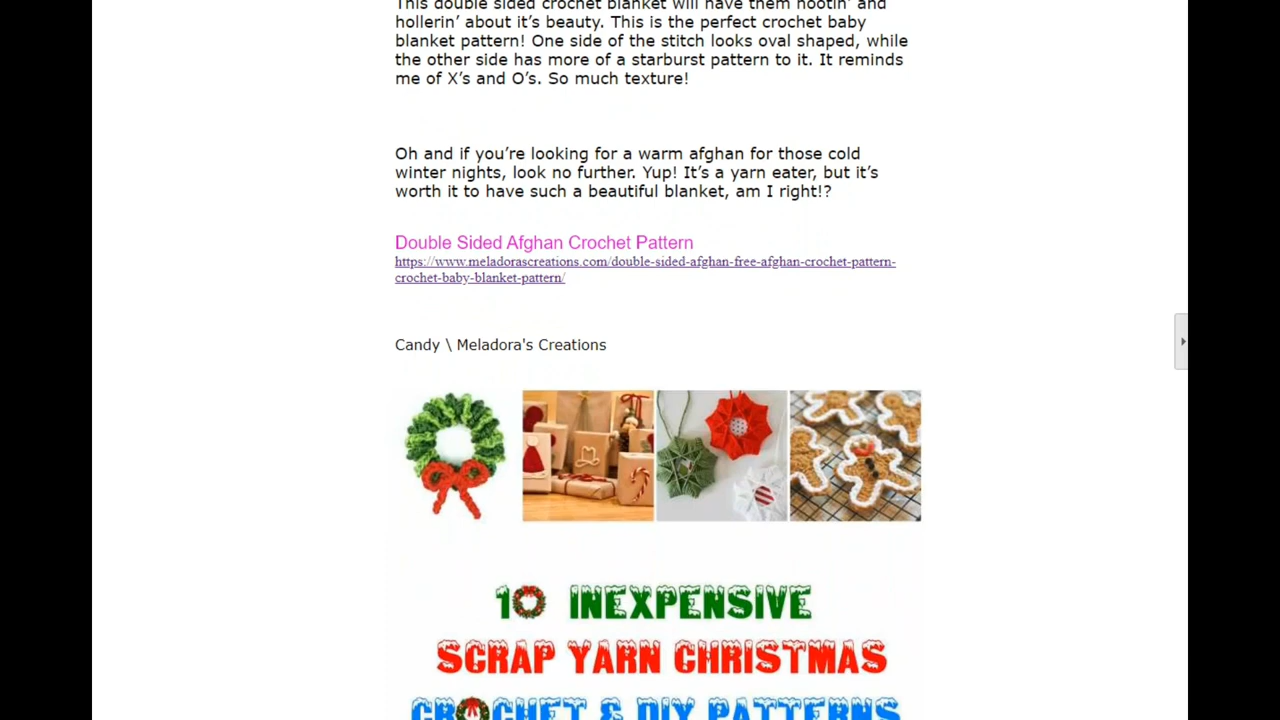 This double sided crochet blanket will have them hootin’ and
hollerin’ about it’s beauty. This is the perfect crochet baby
blanket pattern! One side of the stitch looks oval shaped, while
the other side has more of a starburst pattern to it. It reminds
me of X’s and O’s. So much texture!
Oh and if you’re looking for a warm afghan for those cold
winter nights, look no further. Yup! It’s a yarn eater, but it’s
worth it to have such a beautiful blanket, am I right!?
Double Sided Afghan Crochet Pattern
https://www.meladorascreations.com/double-sided-afghan-free-afghan-crochet-pattern-
crochet-baby-blanket-pattern/
Candy \ Meladora's Creations
10 INEXPENSIVE
SCRAP YARN CHRISTMAS
CROCHET & DIY PATTERNS